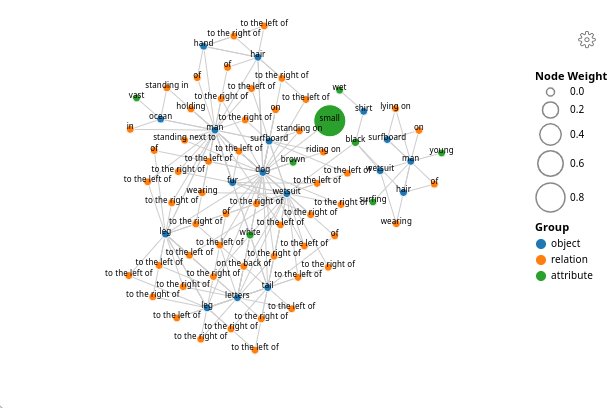 to the left of
to the right of
hand
hair
of
of
to the right of
standing in
to the left of
wet
vast
to the right of
to the left of
holding
on
shirt
lying on
ocean
to the right of
small
in
man
standing on
on
standing next to
surfboard
black
surfboard
of
to the left of
riding on
young
to the left of
brown
man
to the right of
dog
to the left of
wetsuit
to the left of
fur
to the left of
of
wearing
wetsuit
hair
to the right of
to the right of
to the right of
surfing
of
to the right of
to the right of
to the left of
wearing
leg
white
of
to the left of
to the left of
to the left of
to the right of
to the left of
on the back of
to the right of
to the left of
to the right of
to the left of
to the right of
tail
to the right of
letters
leg
to the left of
to the left of
to the right of
to the right of
to the right of
to the left of
Node Weight
0.0
0.2
0.4
0.6
0.8
Group
object
relation
attribute